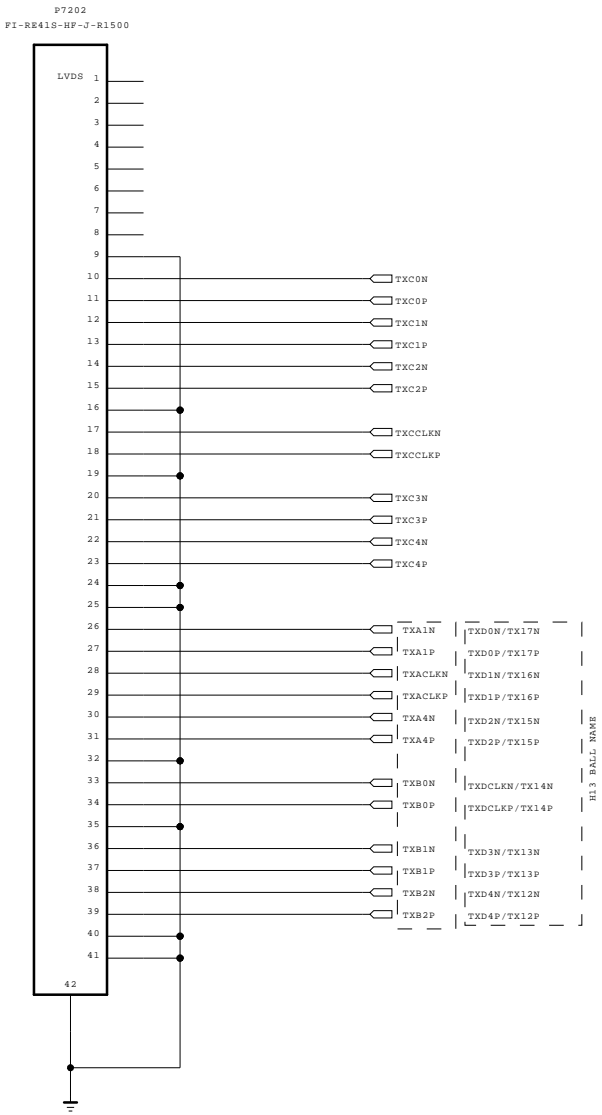 P7202
FI-RE41S-HF-J-R1500
LVDS 1
2
3
4
5
6
7
8
9
10 TXC0N
11 TXC0P
12 TXC1N
13 TXC1P
14 TXC2N
15 TXC2P
16
17 TXCCLKN
18 TXCCLKP
19
20 TXC3N
21 TXC3P
22 TXC4N
23 TXC4P
24
25
26 TXA1N TXD0N/TX17N
27 TXA1P TXD0P/TX17P
28 TXACLKN TXD1N/TX16N
29 TXACLKP TXD1P/TX16P
30 TXA4N TXD2N/TX15N
31 TXA4P TXD2P/TX15P
32
33 TXB0N TXDCLKN/TX14N
34 TXB0P TXDCLKP/TX14P
35
36 TXB1N TXD3N/TX13N
37 TXB1P TXD3P/TX13P
38 TXB2N TXD4N/TX12N
39 TXB2P TXD4P/TX12P
40
41
42
H13 BALL NAME